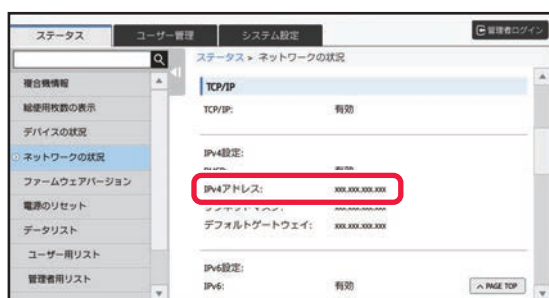 ステータス
ユーザー管理
システム設定
管理者ログイン
ステータス > ネットワークの状況
複合機情報
総使用枚数の表示
デバイスの状況
ネットワークの状況
ファームウェアバージョン
電源のリセット
データリスト
ユーザー用リスト
管理者用リスト
TCP/IP
TCP/IP: 有効
IPv4設定:
IPv4アドレス: xxx.xxx.xxx.xxx
デフォルトゲートウェイ: xxx.xxx.xxx.xxx
IPv6設定:
IPv6: 有効
PAGE TOP